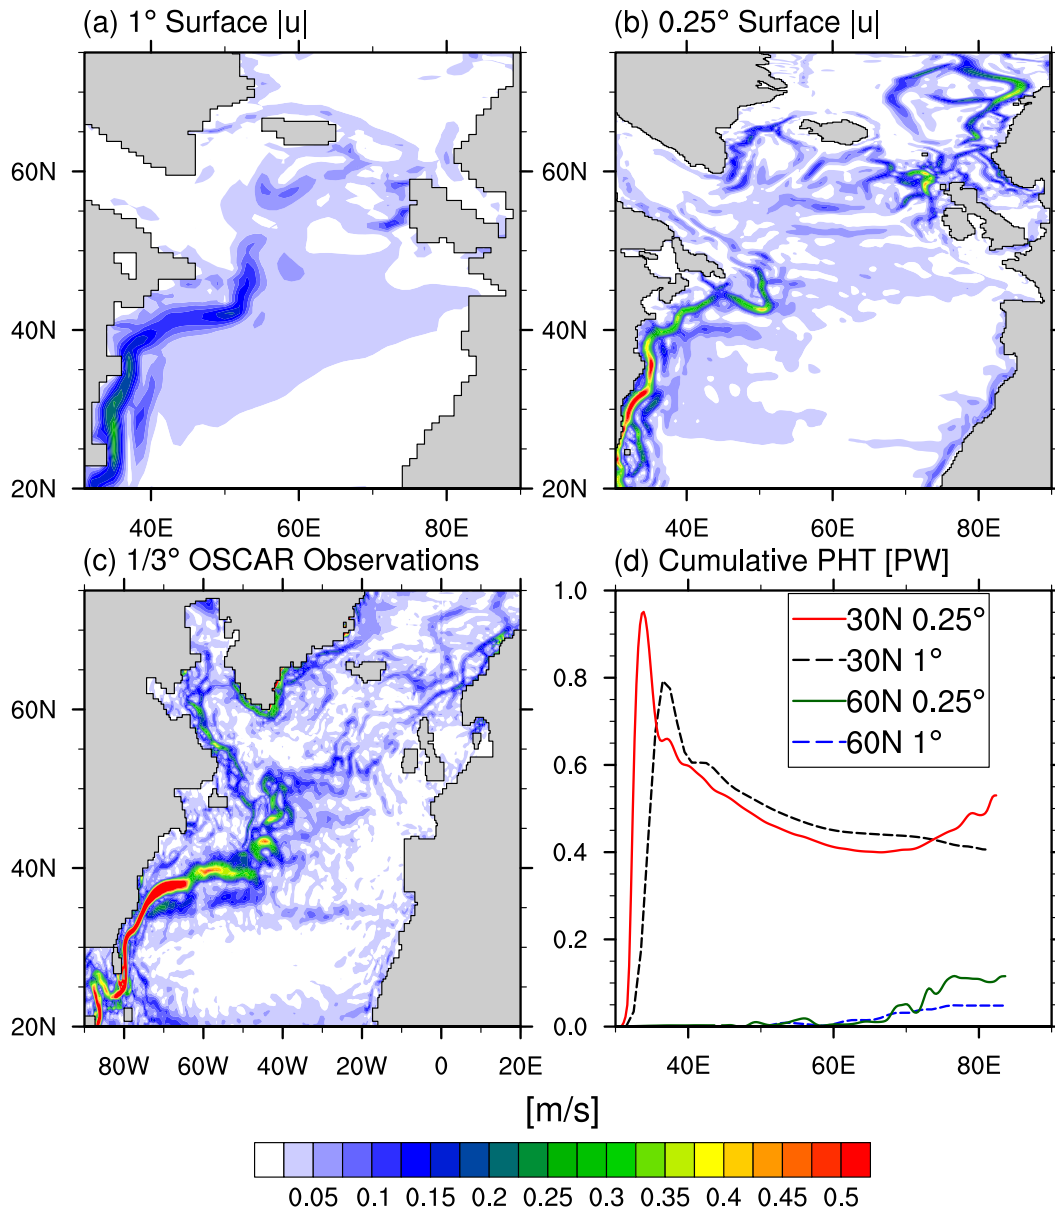 (a) 1° Surface |u|
(b) 0.25° Surface |u|
60N
40N
20N
40E
60E
80E
60N
40N
20N
40E
60E
80E
(c) 1/3° OSCAR Observations
(d) Cumulative PHT [PW]
60N
40N
20N
80W
60W
40W
20W
0
20E
1.0
0.8
0.6
0.4
0.2
0.0
30N 0.25°
30N 1°
60N 0.25°
60N 1°
40E
60E
80E
[m/s]
0.05 0.1 0.15 0.2 0.25 0.3 0.35 0.4 0.45 0.5